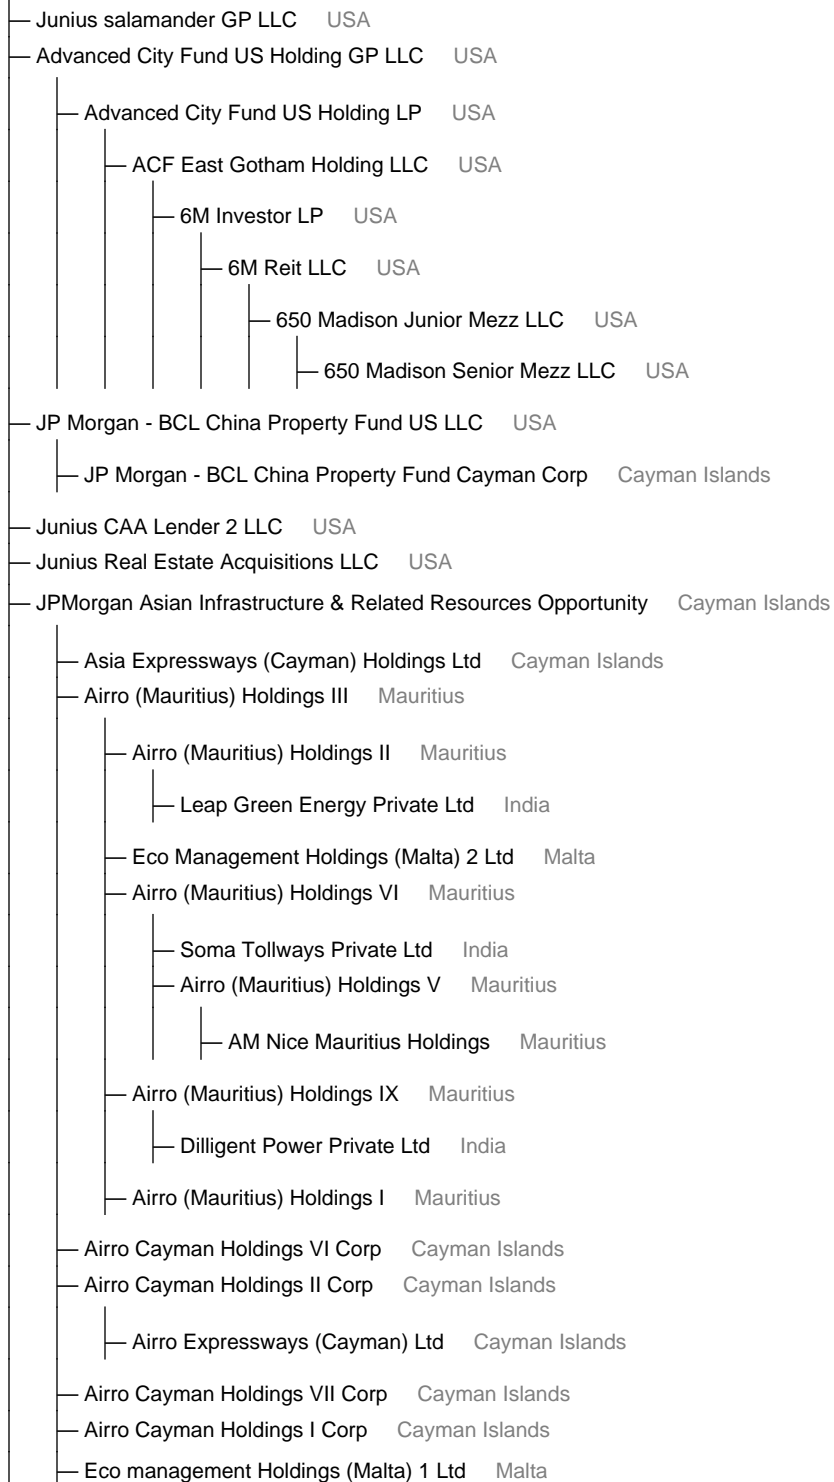 Junius salamander GP LLC USA
Advanced City Fund US Holding GP LLC USA
Advanced City Fund US Holding LP USA
ACF East Gotham Holding LLC USA
6M Investor LP USA
6M Reit LLC USA
650 Madison Junior Mezz LLC USA
650 Madison Senior Mezz LLC USA
JP Morgan - BCL China Property Fund US LLC USA
JP Morgan - BCL China Property Fund Cayman Corp Cayman Islands
Junius CAA Lender 2 LLC USA
Junius Real Estate Acquisitions LLC USA
JPMorgan Asian Infrastructure & Related Resources Opportunity Cayman Islands
Asia Expressways (Cayman) Holdings Ltd Cayman Islands
Airro (Mauritius) Holdings III Mauritius
Airro (Mauritius) Holdings II Mauritius
Leap Green Energy Private Ltd India
Eco Management Holdings (Malta) 2 Ltd Malta
Airro (Mauritius) Holdings VI Mauritius
Soma Tollways Private Ltd India
Airro (Mauritius) Holdings V Mauritius
AM Nice Mauritius Holdings Mauritius
Airro (Mauritius) Holdings IX Mauritius
Dilligent Power Private Ltd India
Airro (Mauritius) Holdings I Mauritius
Airro Cayman Holdings VI Corp Cayman Islands
Airro Cayman Holdings II Corp Cayman Islands
Airro Expressways (Cayman) Ltd Cayman Islands
Airro Cayman Holdings VII Corp Cayman Islands
Airro Cayman Holdings I Corp Cayman Islands
Eco management Holdings (Malta) 1 Ltd Malta